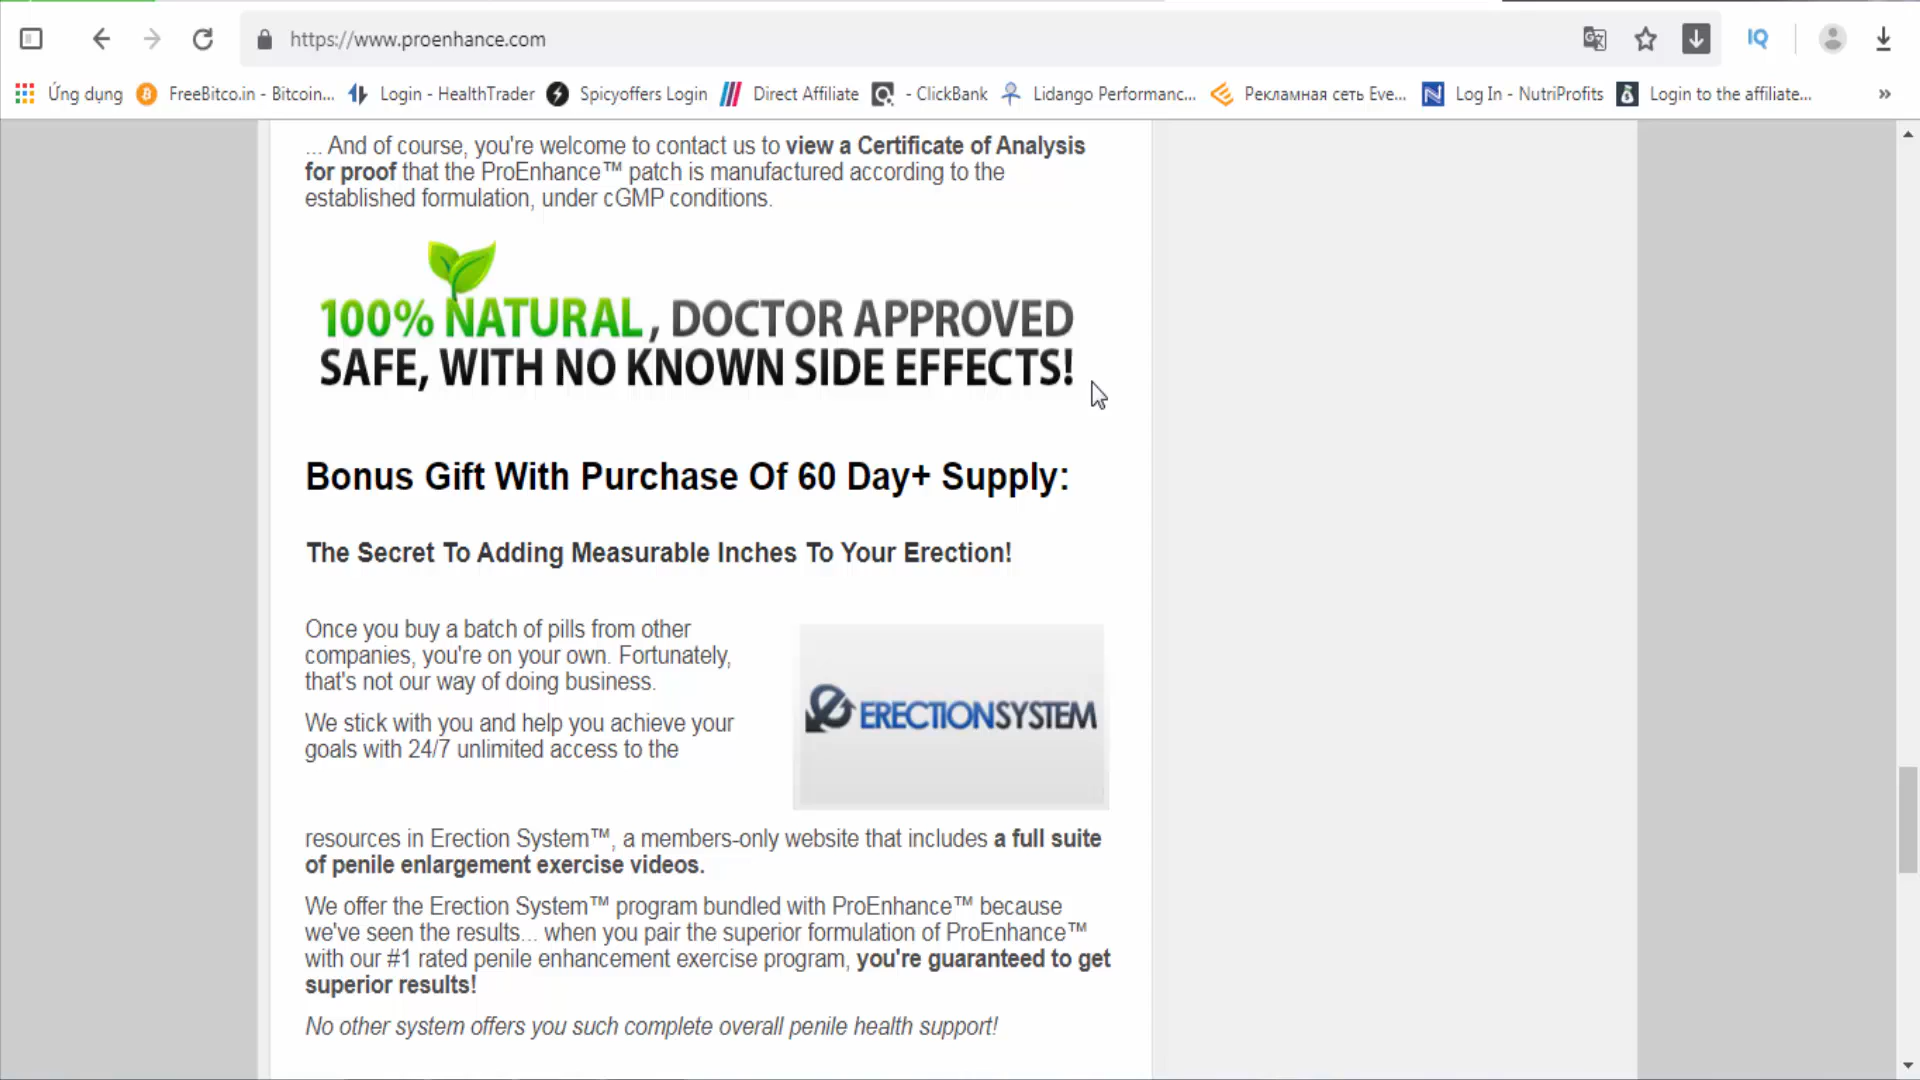 https://www.proenhance.com
IQ
Ứng dụng FreeBitco.in - Bitcoin... Login - HealthTrader Spicyoffers Login Direct Affiliate - ClickBank Lidango Performanc... Рекламная сеть Eve... Log In - NutriProfits Login to the affiliate... »
... And of course, you're welcome to contact us to view a Certificate of Analysis
for proof that the ProEnhance™ patch is manufactured according to the
established formulation, under cGMP conditions.
100% NATURAL, DOCTOR APPROVED
SAFE, WITH NO KNOWN SIDE EFFECTS!
Bonus Gift With Purchase Of 60 Day+ Supply:
The Secret To Adding Measurable Inches To Your Erection!
Once you buy a batch of pills from other
companies, you're on your own. Fortunately,
that's not our way of doing business.
We stick with you and help you achieve your
goals with 24/7 unlimited access to the
ERECTIONSYSTEM
resources in Erection System™, a members-only website that includes a full suite
of penile enlargement exercise videos.
We offer the Erection System™ program bundled with ProEnhance™ because
we've seen the results... when you pair the superior formulation of ProEnhance™
with our #1 rated penile enhancement exercise program, you're guaranteed to get
superior results!
No other system offers you such complete overall penile health support!